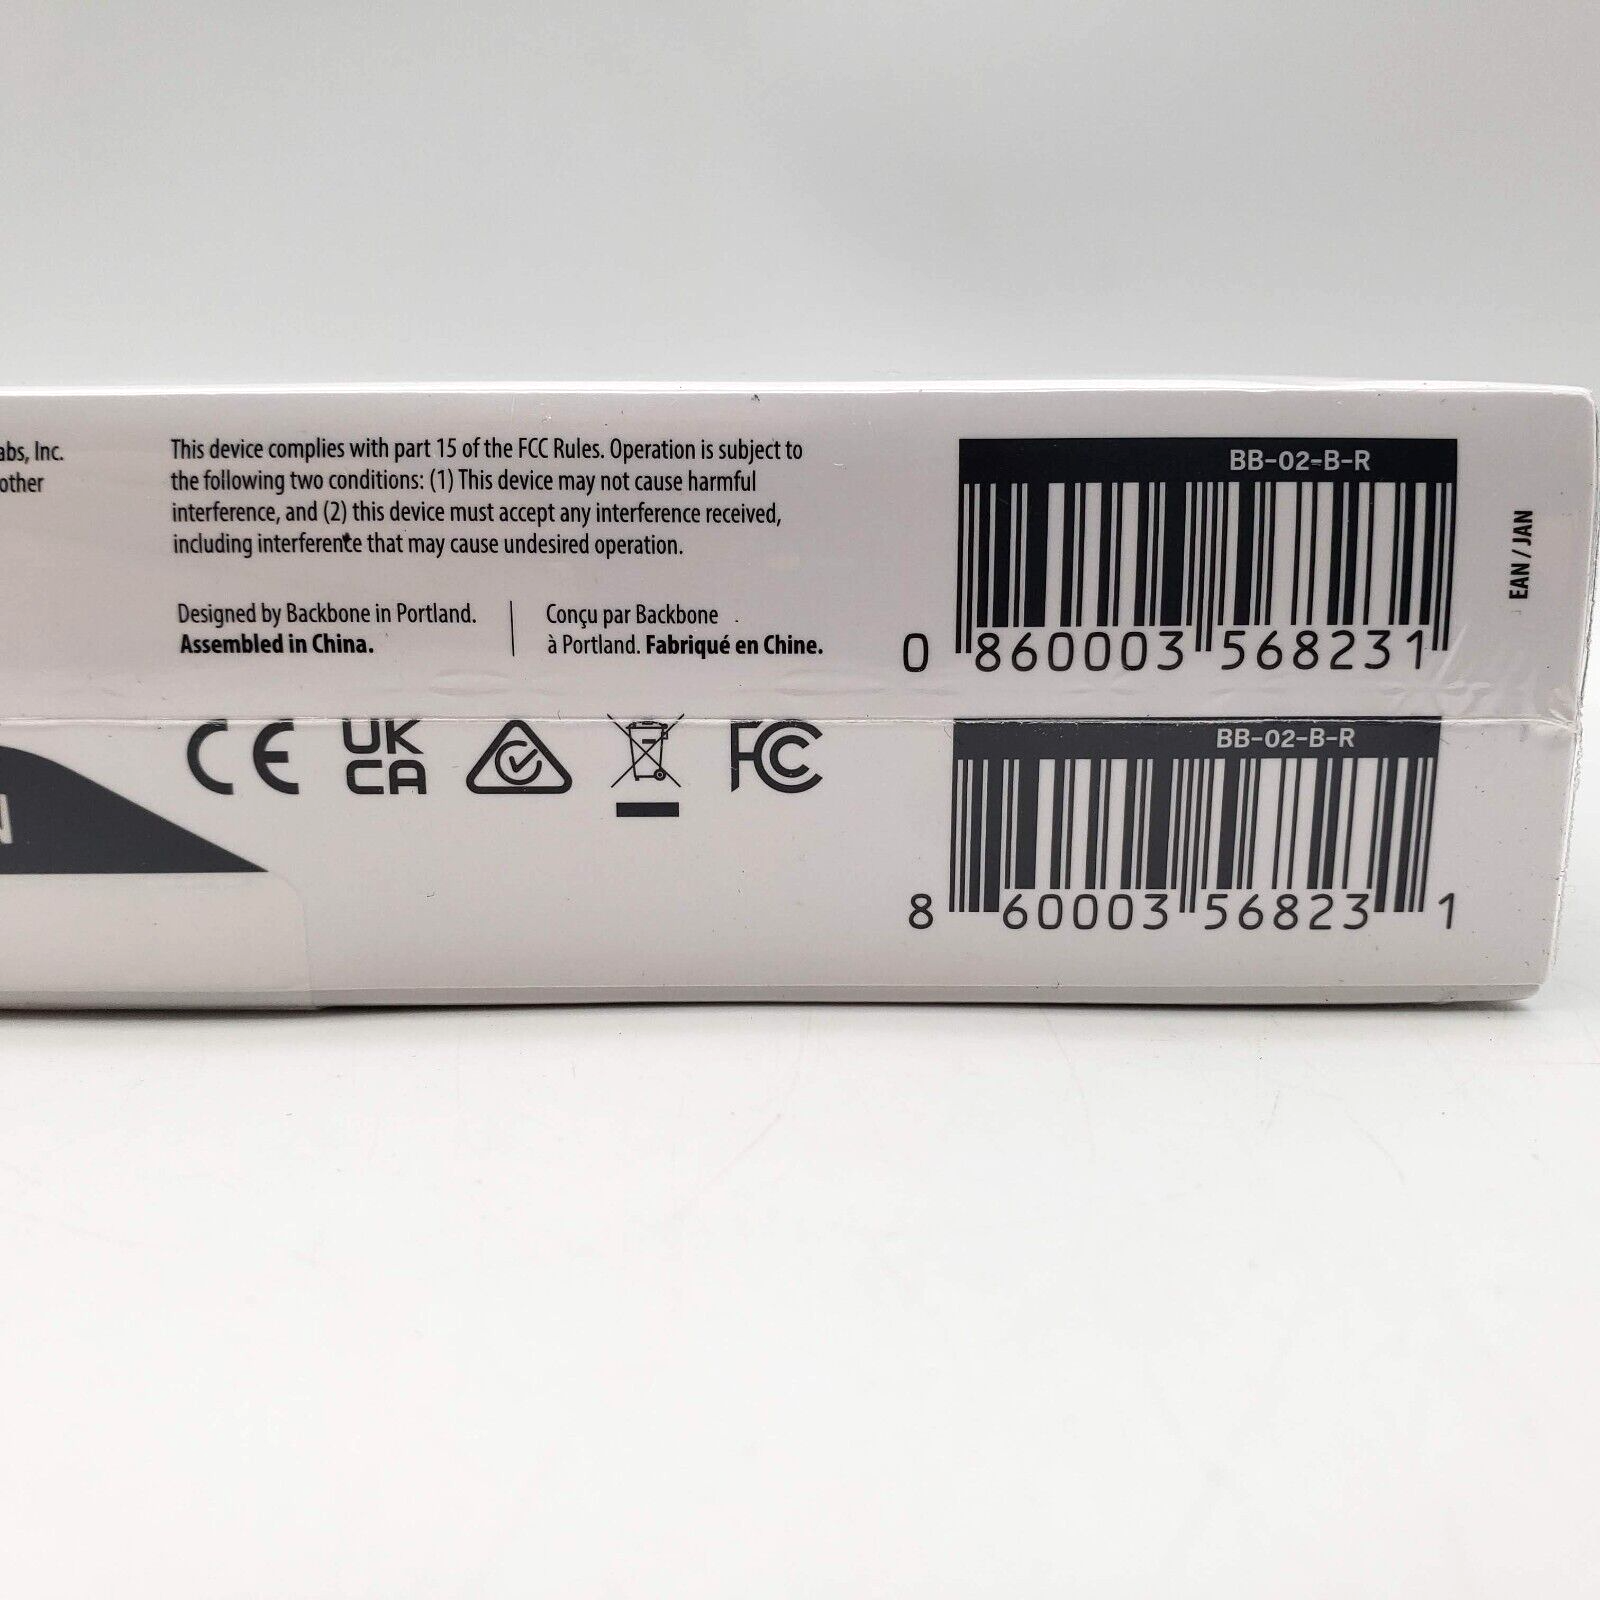 abs, Inc.
other
This device complies with part 15 of the FCC Rules. Operation is subject to
the following two conditions: (1) This device may not cause harmful
interference, and (2) this device must accept any interference received,
including interference that may cause undesired operation.
Designed by Backbone in Portland.
Assembled in China.
Conçu par Backbone
à Portland. Fabriqué en Chine.
BB-02-B-R
0 860003 568231
EAN / JAN
N
CE
UK
CA
FC
BB-02-B-R
8 60003 56823 1